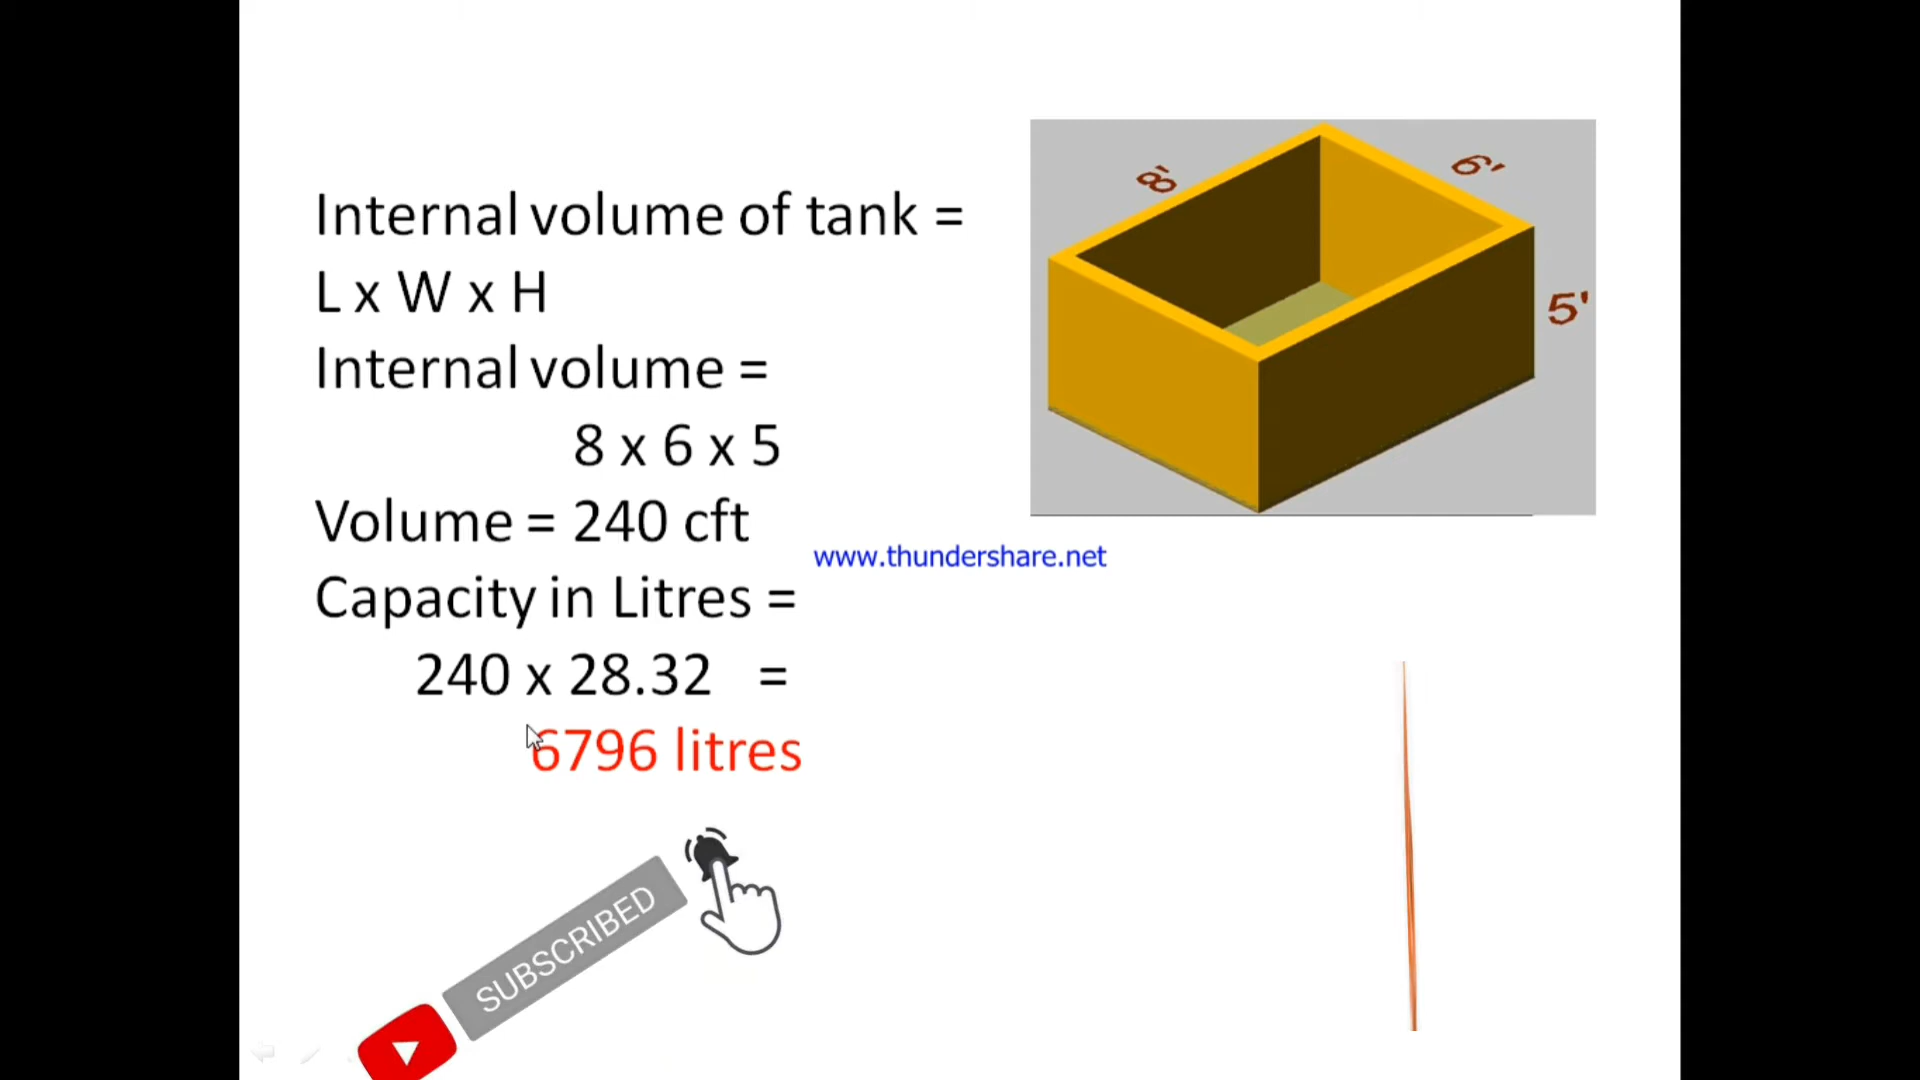 Internal volume of tank =
L x W x H
Internal volume =
8 x 6 x 5
Volume = 240 cft
Capacity in Litres =
240 x 28.32 =
6796 litres
8'
6'
5'
www.thundershare.net
SUBSCRIBED